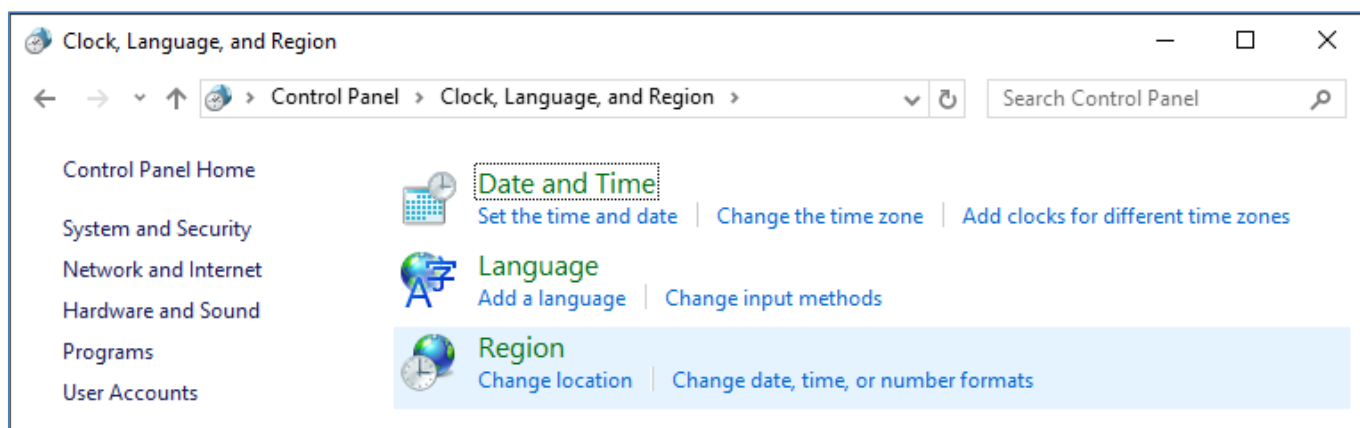 Clock, Language, and Region
Control Panel > Clock, Language, and Region >
Search Control Panel
Control Panel Home
System and Security
Network and Internet
Hardware and Sound
Programs
User Accounts
Date and Time
Set the time and date | Change the time zone | Add clocks for different time zones
Language
Add a language | Change input methods
Region
Change location | Change date, time, or number formats